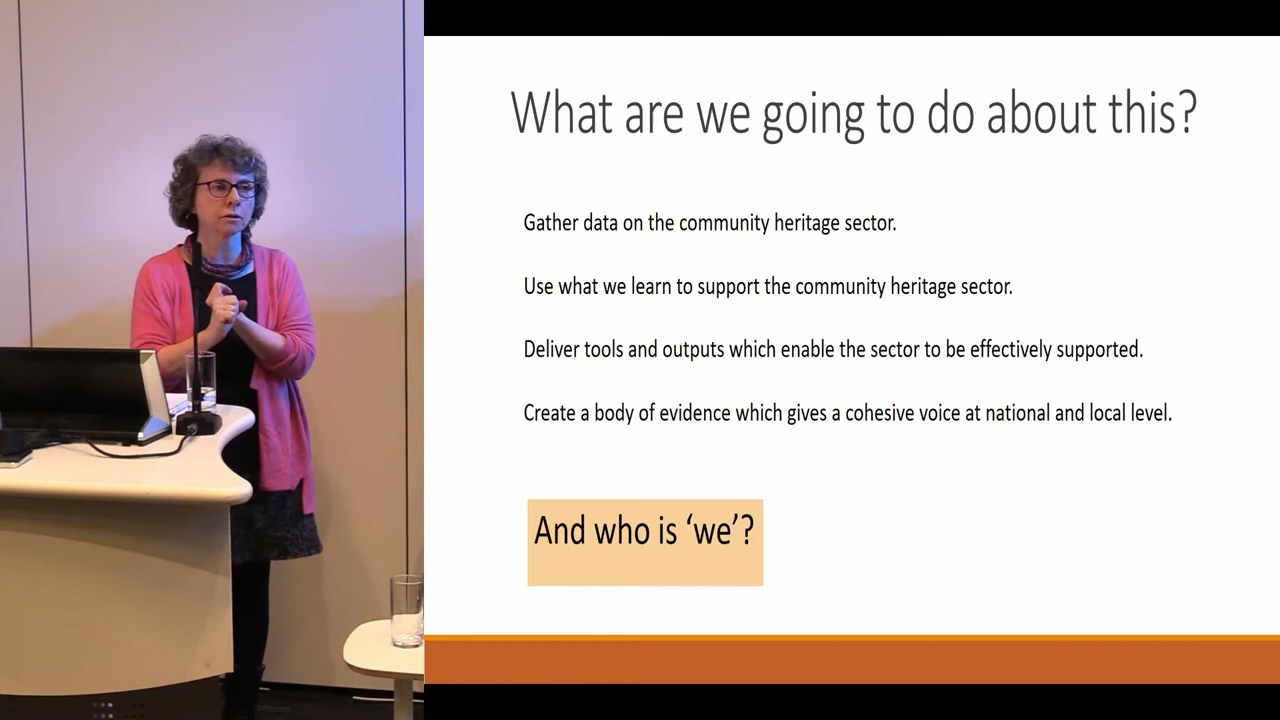 What are we going to do about this?
Gather data on the community heritage sector.
Use what we learn to support the community heritage sector.
Deliver tools and outputs which enable the sector to be effectively supported.
Create a body of evidence which gives a cohesive voice at national and local level.
And who is ‘we’?